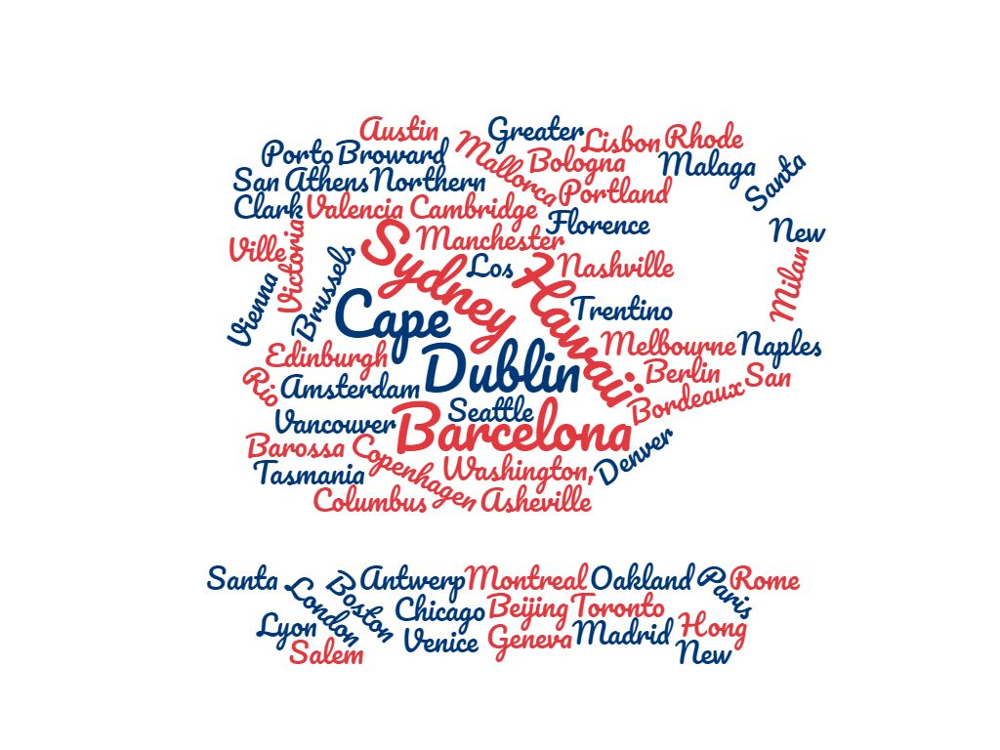 Austin
Greater
Lisbon
Rhode
Porto
Broward
Mallorca
Bologna
Malaga
Santa
San
Athens
Northern
Portland
Clark
Valencia
Cambridge
Florence
New
Ville
Victoria
Brussels
Sydney
Manchester
Los
Hawaii
Nashville
Milan
Vienna
Cape
Trentino
Edinburgh
Dublin
Melbourne
Naples
Rio
Amsterdam
Berlin
San
Seattle
Bordeaux
Vancouver
Barcelona
Barossa
Copenhagen
Washington,
Denver
Tasmania
Columbus
Asheville
Santa
London
Boston
Antwerp
Montreal
Oakland
Paris
Rome
Lyon
Chicago
Beijing
Toronto
Hong
Salem
Venice
Geneva
Madrid
New